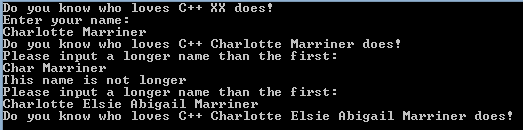 Do you know who loves C++ XX does!
Enter your name:
Charlotte Marriner
Do you know who loves C++ Charlotte Marriner does!
Please input a longer name than the first:
Char Marriner
This name is not longer
Please input a longer name than the first:
Charlotte Elsie Abigail Marriner
Do you know who loves C++ Charlotte Elsie Abigail Marriner does!